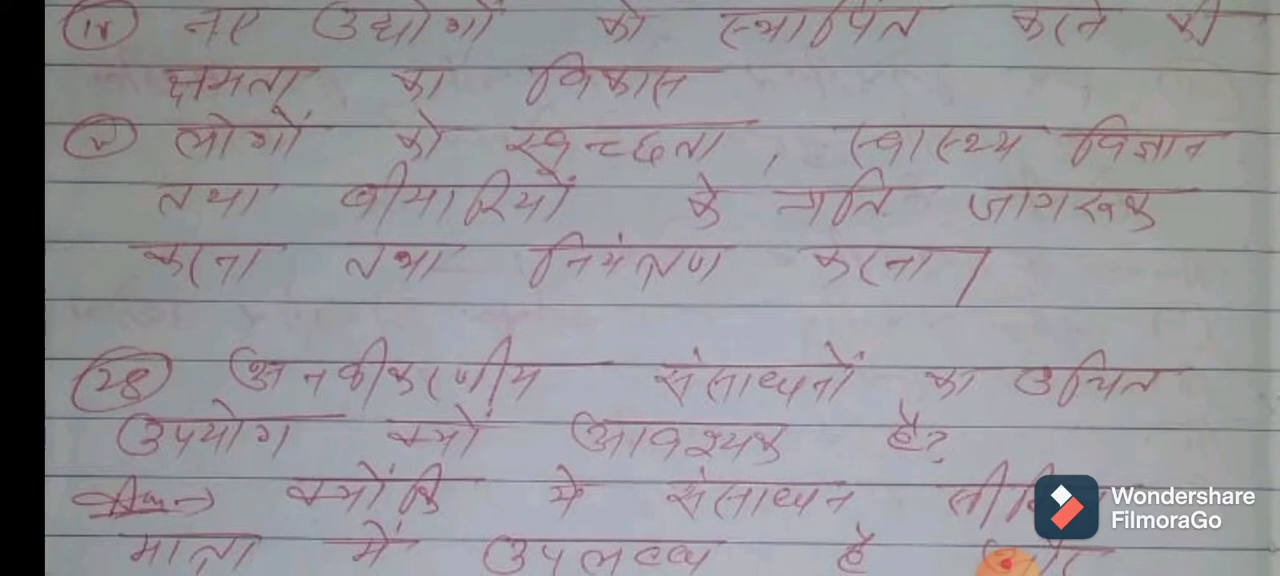 iv नए उद्योगों को स्थापित करने की
क्षमता का विकास
v लोगों को स्वच्छता, स्वास्थ्य विज्ञान
तथा बीमारियों के प्रति जागरूक
करना तथा नियंत्रण करना।
28 अनवीकरणीय संसाधनों का उचित
उपयोग क्यों आवश्यक है?
Ans → क्योंकि ये संसाधन
मात्रा में उपलब्ध है और
Wondershare
FilmoraGo